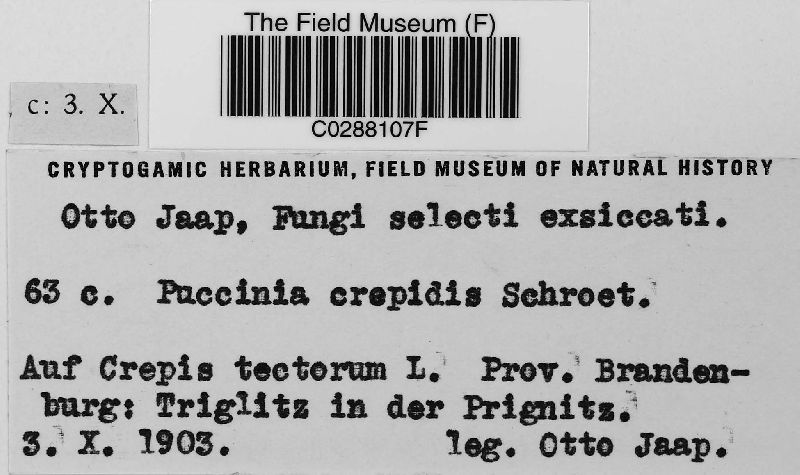 The Field Museum (F)
C0288107F
c: 3. X.
CRYPTOGAMIC HERBARIUM, FIELD MUSEUM OF NATURAL HISTORY
Otto Jaap, Fungi selecti exsiccati.
63 c. Puccinia crepidis Schroet.
Auf Crepis tectorum L. Prov. Branden-
burg: Triglitz in der Prignitz.
3. X. 1903. leg. Otto Jaap.